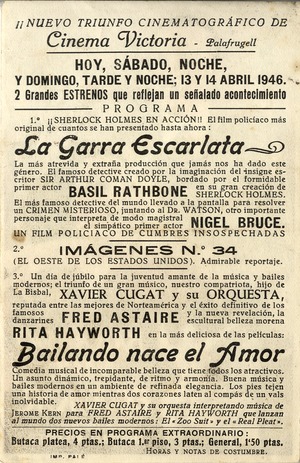 ¡¡NUEVO TRIUNFO CINEMATOGRÁFICO DE
Cinema Victoria - Palafrugell
HOY, SÁBADO, NOCHE,
Y DOMINGO, TARDE Y NOCHE; 13 Y 14 ABRIL 1946.
2 Grandes ESTRENOS que reflejan un señalado acontecimiento
PROGRAMA
1.º ¡¡SHERLOCK HOLMES EN ACCIÓN!! El film policíaco más
original de cuantos se han presentado hasta ahora:
La Garra Escarlata
La más atrevida y extraña producción que jamás nos ha dado este
género. El famoso detective creado por la imaginación del insigne es-
critor SIR ARTHUR COMAN DOYLE, bordado por el formidable
primer actor BASIL RATHBONE en su gran creación de
SHERLOCK HOLMES.
El más famoso detective del mundo llevado a la pantalla para resolver
un CRIMEN MISTERIOSO, juntando al Dr. WATSON, otro importante
personaje que interpreta de modo magistral
el simpático primer actor NIGEL BRUCE.
UN FILM POLICIACO DE CUMBRES INSOSPECHADAS
2.º IMÁGENES N.º 34
(EL OESTE DE LOS ESTADOS UNIDOS). Admirable reportaje.
3.º Un día de júbilo para la juventud amante de la música y bailes
modernos; el triunfo de un gran músico, nuestro compatriota, hijo de
La Bisbal, XAVIER CUGAT y SU ORQUESTA,
reputada entre las mejores de Norteamérica y el éxito definitivo de los
famosos danzarines FRED ASTAIRE y la nueva revelación, la escultural belleza morena
RITA HAYWORTH en la más deliciosa de las películas:
Bailando nace el Amor
Comedia musical de incomparable belleza que tiene todos los atractivos.
Un asunto dinámico, trepidante, de ritmo y armonía. Buena música y
bailes modernos en un ambiente de refinada elegancia. Los pies tejen
una historia de amor mientras dos corazones laten al compás de un vals
inolvidable.
XAVIER CUGAT y su orquesta interpretando música de
JEROME KERN para FRED ASTAIRE y RITA HAYWORTH que lanzan
al mundo dos nuevos bailes modernos: El «Zoo Suit» y el «Real Pleat».
PRECIOS EN PROGRAMA EXTRAORDINARIO:
Butaca platea, 4 ptas.; Butaca 1.er piso, 3 ptas.; General, 1'50 ptas.
HORAS Y NOTAS DE COSTUMBRE.